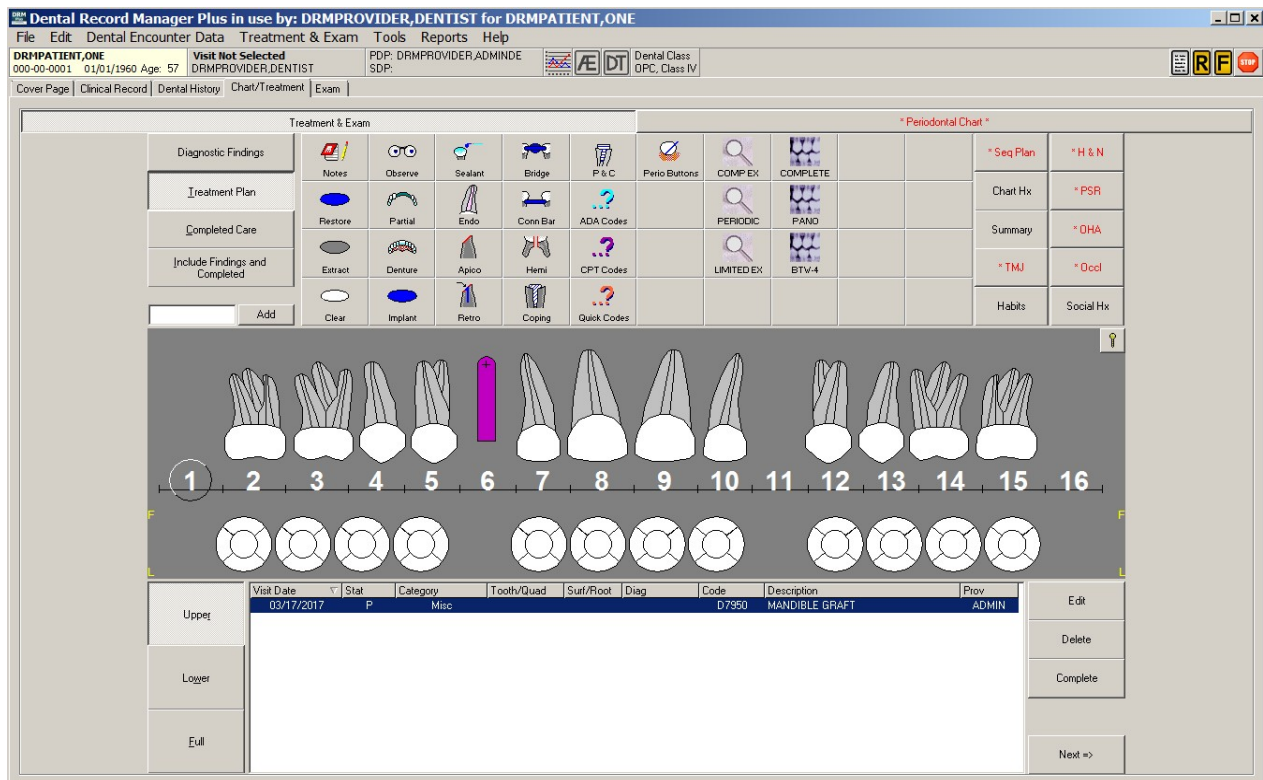 DRM Dental Record Manager Plus in use by: DRMPROVIDER,DENTIST for DRMPATIENT,ONE
File Edit Dental Encounter Data Treatment & Exam Tools Reports Help
DRMPATIENT,ONE Visit Not Selected PDP: DRMPROVIDER,ADMINDE Dental Class
000-00-0001 01/01/1960 Age: 57 DRMPROVIDER,DENTIST SDP: Æ DT OPC, Class IV R F STOP
Cover Page Clinical Record Dental History Chart/Treatment Exam
Treatment & Exam * Periodontal Chart *
Diagnostic Findings Notes Observe Sealant Bridge P & C Perio Buttons COMP EX COMPLETE * Seq Plan * H & N
Treatment Plan Restore Partial Endo Conn Bar ADA Codes PERIODIC PANO Chart Hx * PSR
Completed Care Summary * OHA
Include Findings and Completed Extract Denture Apico Hemi CPT Codes LIMITED EX BTW-4 * TMJ * Occl
Add Clear Implant Retro Coping Quick Codes Habits Social Hx
1 2 3 4 5 6 7 8 9 10 11 12 13 14 15 16
F F
L L
Visit Date Stat Category Tooth/Quad Surf/Root Diag Code Description Prov
03/17/2017 P Misc D7950 MANDIBLE GRAFT ADMIN
Upper
Lower
Full
Edit
Delete
Complete
Next =>